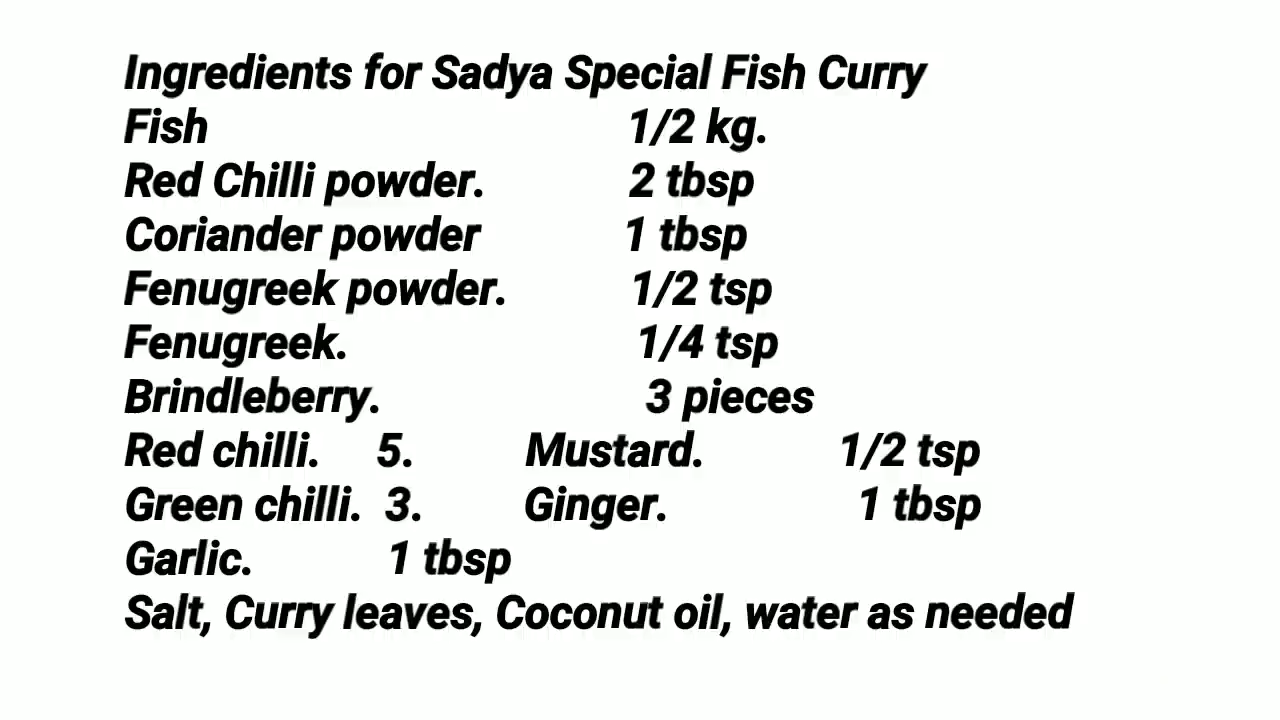 Ingredients for Sadya Special Fish Curry
Fish 1/2 kg.
Red Chilli powder. 2 tbsp
Coriander powder 1 tbsp
Fenugreek powder. 1/2 tsp
Fenugreek. 1/4 tsp
Brindleberry. 3 pieces
Red chilli. 5. Mustard. 1/2 tsp
Green chilli. 3. Ginger. 1 tbsp
Garlic. 1 tbsp
Salt, Curry leaves, Coconut oil, water as needed